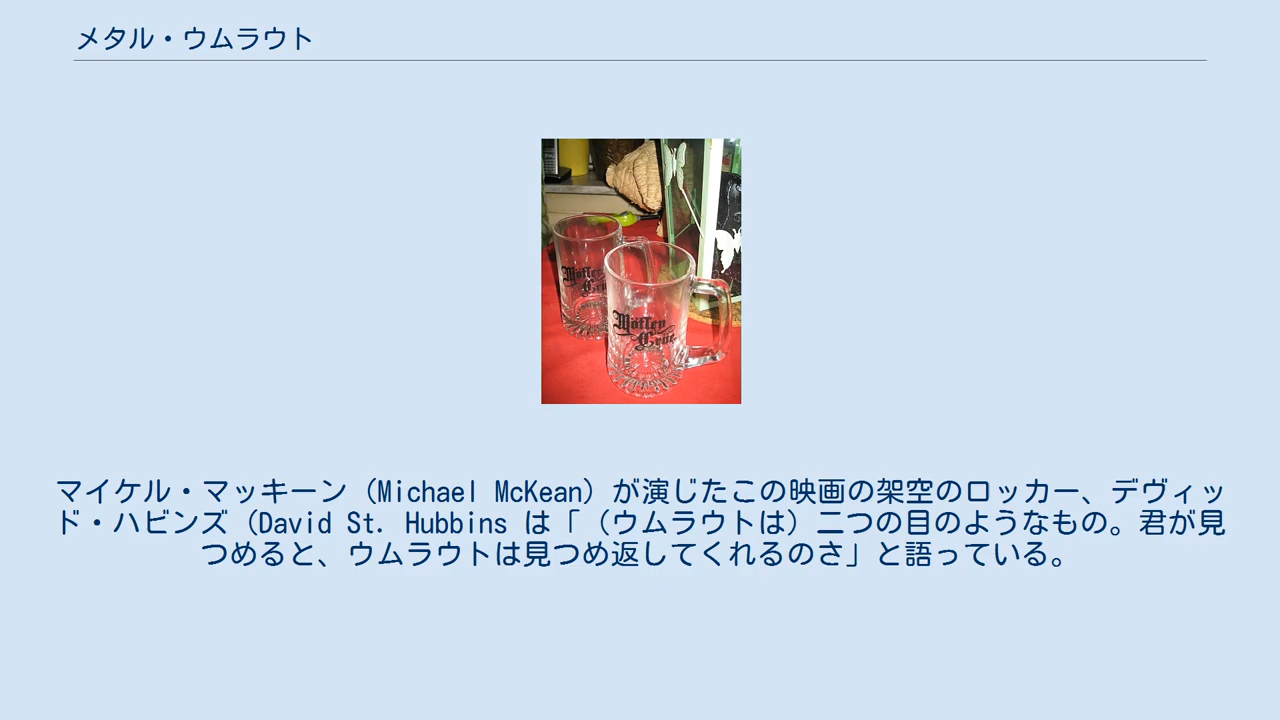 メタル・ウムラウト
Mötley
Crüe
Mötley
Crüe
マイケル・マッキーン（Michael McKean）が演じたこの映画の架空のロッカー、デヴィッ
ド・ハビンズ（David St. Hubbins は「（ウムラウトは）二つの目のようなもの。君が見
つめると、ウムラウトは見つめ返してくれるのさ」と語っている。